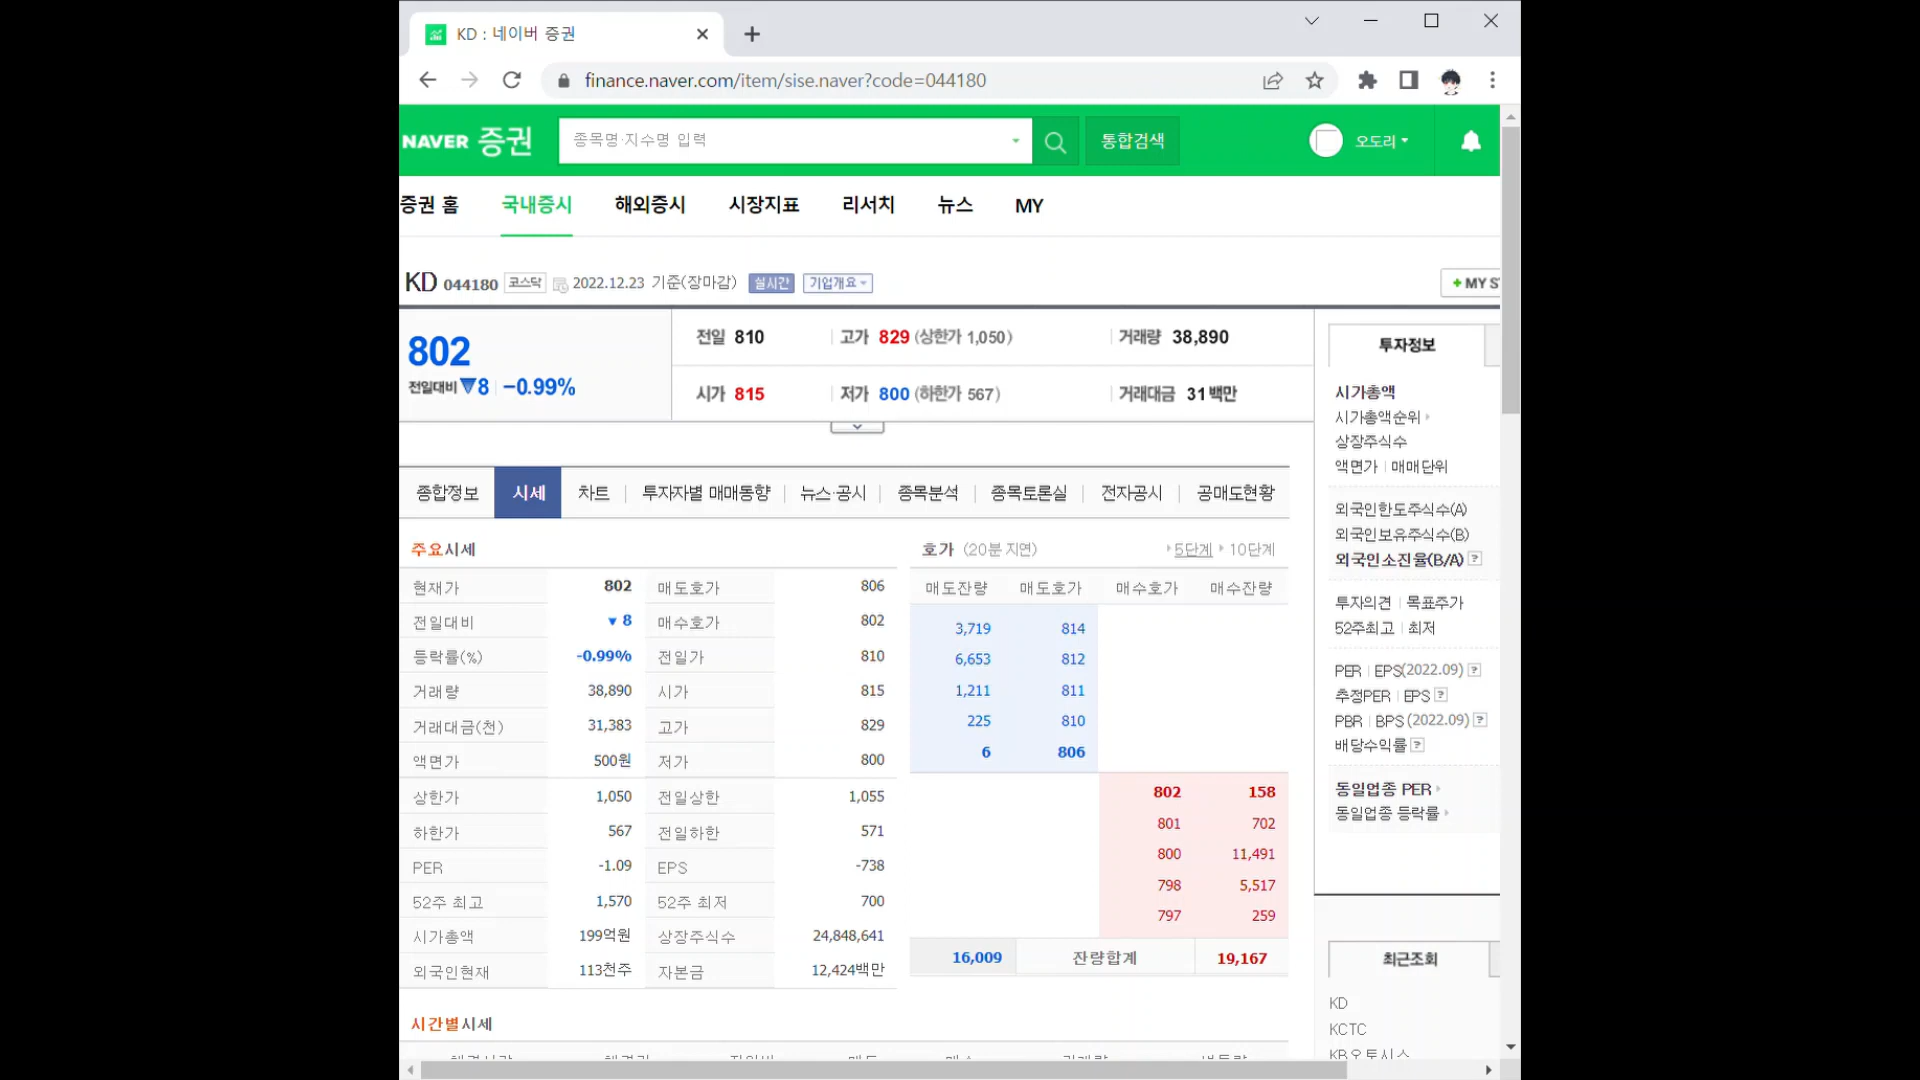 KD : 네이버 증권
finance.naver.com/item/sise.naver?code=044180
NAVER 증권
종목명·지수명 입력
통합검색
오도리
증권 홈 국내증시 해외증시 시장지표 리서치 뉴스 MY
KD 044180 코스닥 2022.12.23 기준(장마감) 실시간 기업개요
+ MY S
802
전일대비 ▼8 -0.99%
전일 810 고가 829 (상한가 1,050) 거래량 38,890
시가 815 저가 800 (하한가 567) 거래대금 31 백만
종합정보 시세 차트 투자자별 매매동향 뉴스·공시 종목분석 종목토론실 전자공시 공매도현황
주요시세
현재가 802 매도호가 806
전일대비 ▼ 8 매수호가 802
등락률(%) -0.99% 전일가 810
거래량 38,890 시가 815
거래대금(천) 31,383 고가 829
액면가 500원 저가 800
상한가 1,050 전일상한 1,055
하한가 567 전일하한 571
PER -1.09 EPS -738
52주 최고 1,570 52주 최저 700
시가총액 199억원 상장주식수 24,848,641
외국인현재 113천주 자본금 12,424백만
호가 (20분 지연) 5단계 10단계
매도잔량 매도호가 매수호가 매수잔량
3,719 814
6,653 812
1,211 811
225 810
6 806
802 158
801 702
800 11,491
798 5,517
797 259
16,009 잔량합계 19,167
시간별시세
투자정보
시가총액
시가총액순위
상장주식수
액면가 | 매매단위
외국인한도주식수(A)
외국인보유주식수(B)
외국인소진율(B/A) ?
투자의견 | 목표주가
52주최고 | 최저
PER | EPS(2022.09) ?
추정PER | EPS ?
PBR | BPS (2022.09) ?
배당수익률 ?
동일업종 PER
동일업종 등락률
최근조회
KD
KCTC
KB오토시스